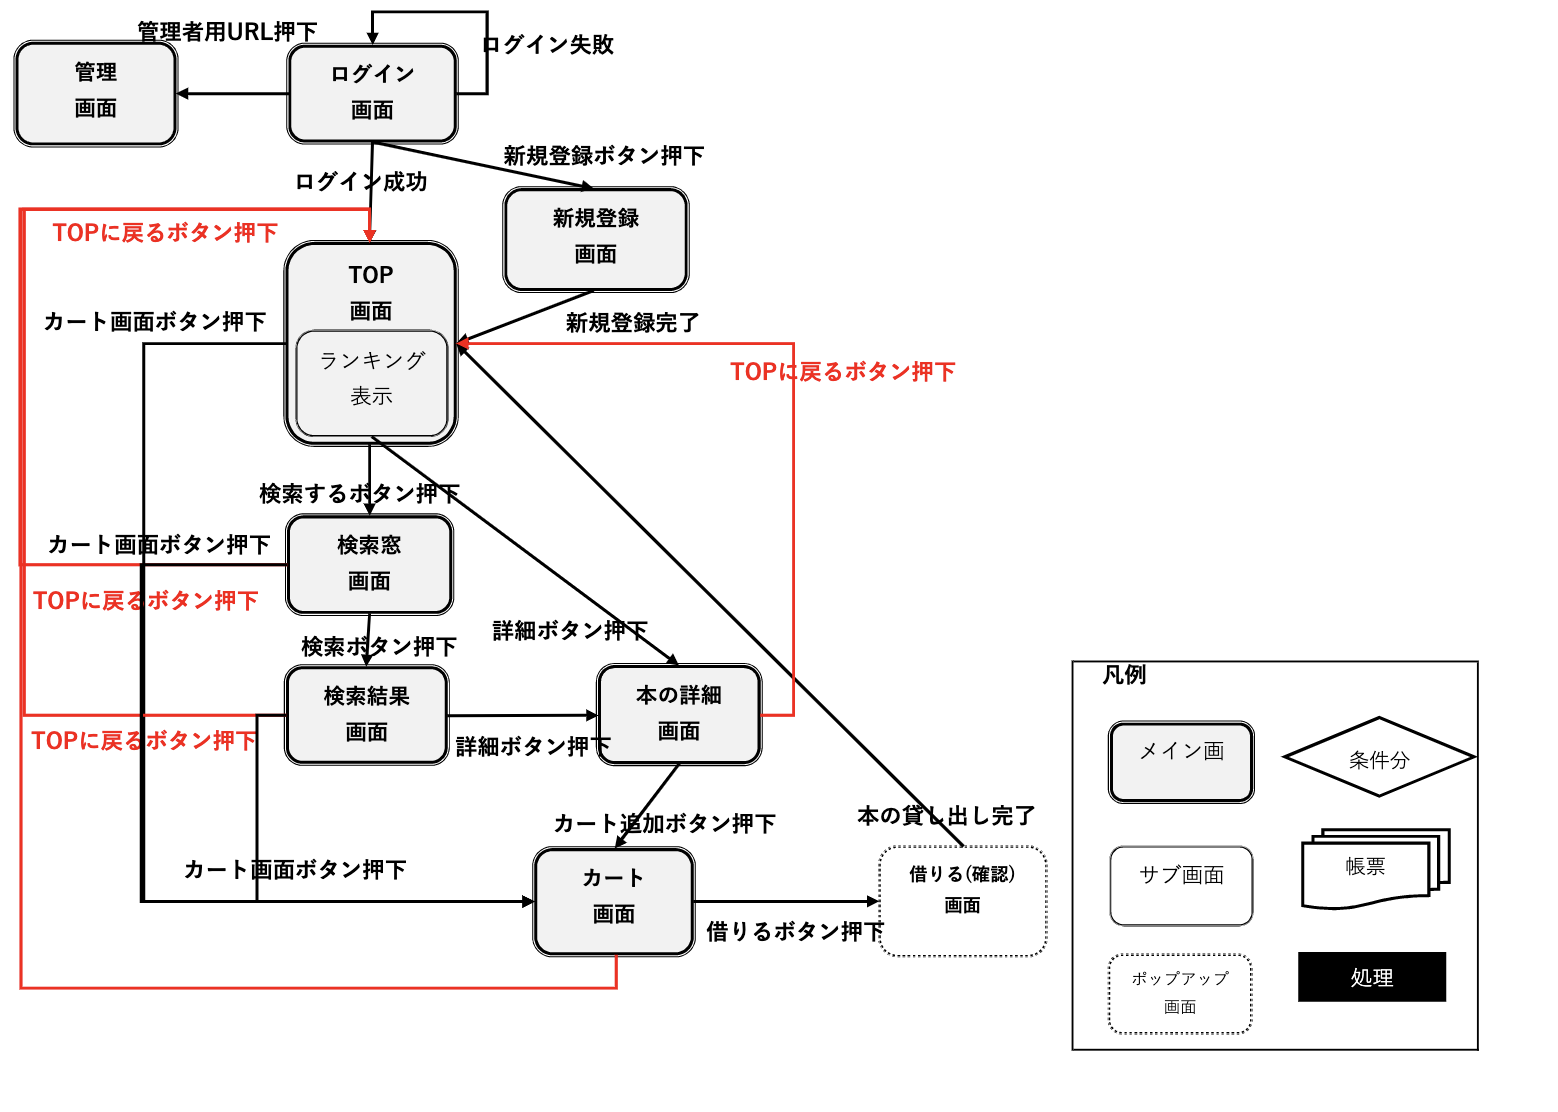 管理者用URL押下
ログイン失敗
管理
画面
ログイン
画面
新規登録ボタン押下
ログイン成功
新規登録
画面
TOPに戻るボタン押下
TOP
画面
カート画面ボタン押下
新規登録完了
ランキング
表示
TOPに戻るボタン押下
検索するボタン押下
カート画面ボタン押下
検索窓
画面
TOPに戻るボタン押下
詳細ボタン押下
検索ボタン押下
検索結果
画面
本の詳細
画面
TOPに戻るボタン押下
詳細ボタン押下
カート追加ボタン押下
本の貸し出し完了
カート画面ボタン押下
カート
画面
借りる(確認)
画面
借りるボタン押下
凡例
メイン画
条件分
サブ画面
帳票
ポップアップ
画面
処理